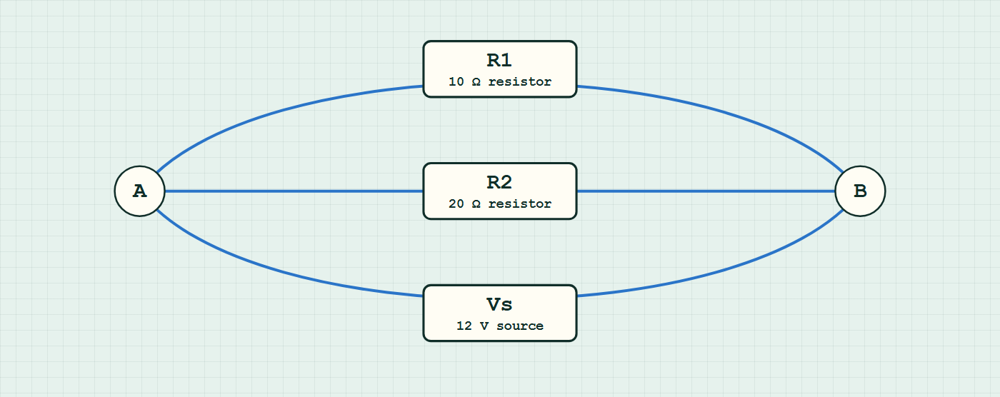 R1
10 Ω resistor
A
R2
20 Ω resistor
B
Vs
12 V source